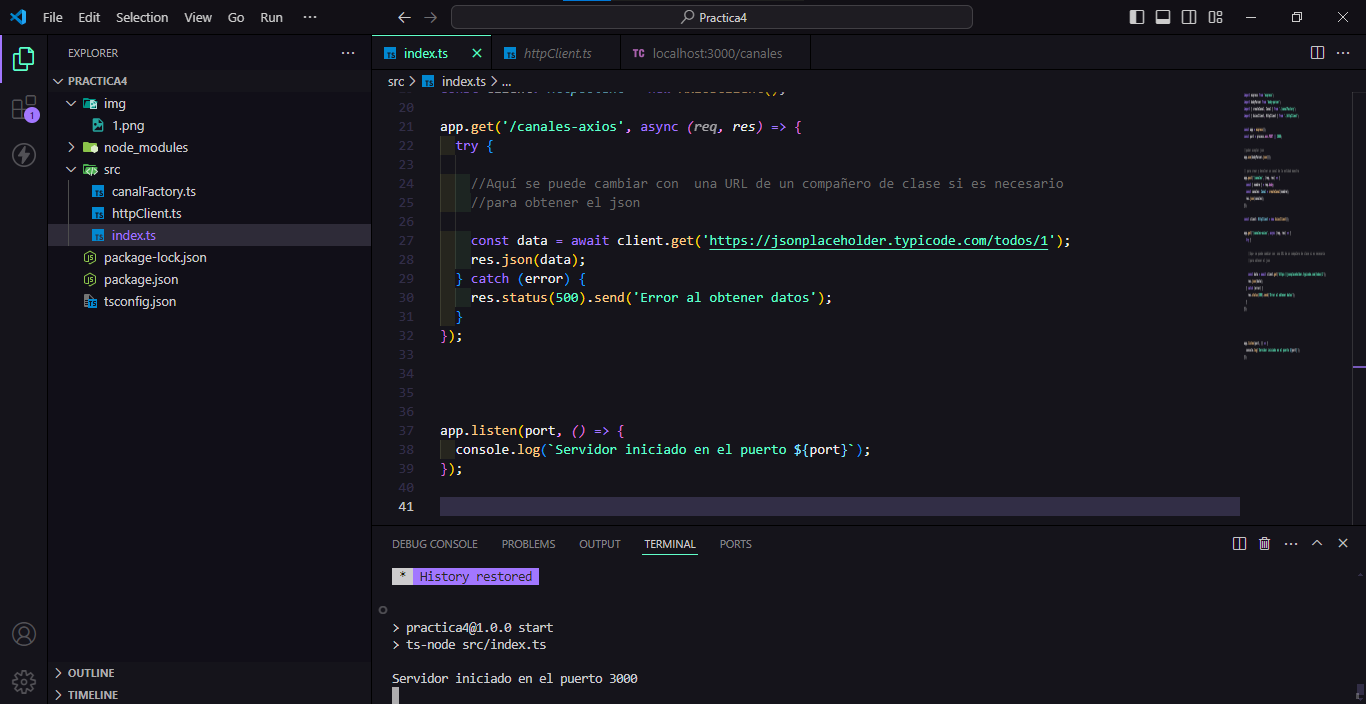 File Edit Selection View Go Run ··· Practica4
EXPLORER ···
PRACTICA4
img
1.png
node_modules
src
canalFactory.ts
httpClient.ts
index.ts
package-lock.json
package.json
tsconfig.json
OUTLINE
TIMELINE
1
TS index.ts TS httpClient.ts TC localhost:3000/canales
src > TS index.ts > ...
20
21 app.get('/canales-axios', async (req, res) => {
22 try {
23
24 //Aquí se puede cambiar con una URL de un compañero de clase si es necesario
25 //para obtener el json
26
27 const data = await client.get('https://jsonplaceholder.typicode.com/todos/1');
28 res.json(data);
29 } catch (error) {
30 res.status(500).send('Error al obtener datos');
31 }
32 });
33
34
35
36
37 app.listen(port, () => {
38 console.log(`Servidor iniciado en el puerto ${port}`);
39 });
40
41
DEBUG CONSOLE PROBLEMS OUTPUT TERMINAL PORTS
* History restored
> practica4@1.0.0 start
> ts-node src/index.ts
Servidor iniciado en el puerto 3000